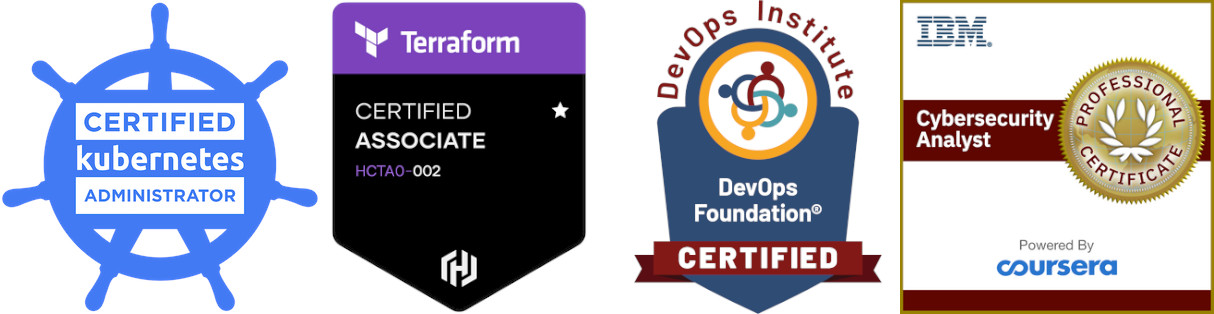 CERTIFIED
kubernetes
ADMINISTRATOR
Terraform
CERTIFIED
ASSOCIATE
HCTA0-002
DevOps Institute
DevOps
Foundation®
CERTIFIED
IBM®
Cybersecurity
Analyst
PROFESSIONAL
CERTIFICATE
Powered By
coursera